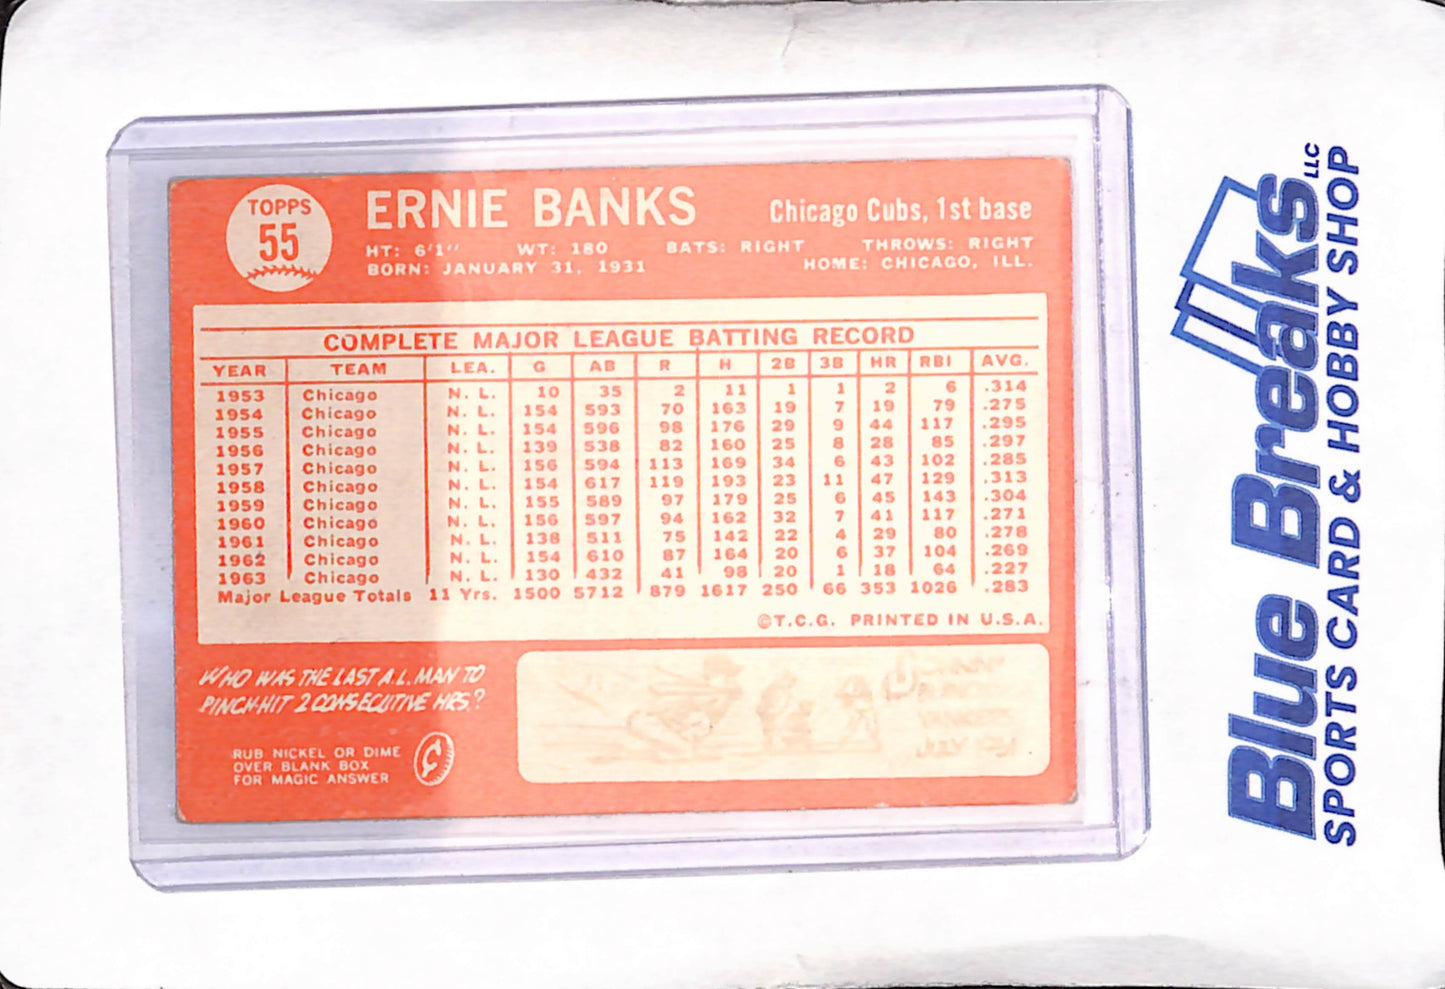 TOPPS
55
ERNIE BANKS
Chicago Cubs, 1st base
HT: 6'1" WT: 180 BATS: RIGHT THROWS: RIGHT
BORN: JANUARY 31, 1931 HOME: CHICAGO, ILL.
COMPLETE MAJOR LEAGUE BATTING RECORD
YEAR TEAM LEA. G AB R H 2B 3B HR RBI AVG.
1953 Chicago N. L. 10 35 2 11 1 1 2 6 .314
1954 Chicago N. L. 154 593 70 163 19 7 19 79 .275
1955 Chicago N. L. 154 596 98 176 29 9 44 117 .295
1956 Chicago N. L. 139 538 82 160 25 8 28 85 .297
1957 Chicago N. L. 156 594 113 169 34 6 43 102 .285
1958 Chicago N. L. 154 617 119 193 23 11 47 129 .313
1959 Chicago N. L. 155 589 97 179 25 6 45 143 .304
1960 Chicago N. L. 156 597 94 162 32 7 41 117 .271
1961 Chicago N. L. 138 511 75 142 22 4 29 80 .278
1962 Chicago N. L. 154 610 87 164 20 6 37 104 .269
1963 Chicago N. L. 130 432 41 98 20 1 18 64 .227
Major League Totals 11 Yrs. 1500 5712 879 1617 250 66 353 1026 .283
©T.C.G. PRINTED IN U.S.A.
WHO WAS THE LAST A.L. MAN TO
PINCH-HIT 2 CONSECUTIVE HRS.?
RUB NICKEL OR DIME
OVER BLANK BOX
FOR MAGIC ANSWER
Blue Breaks LLC
SPORTS CARD & HOBBY SHOP